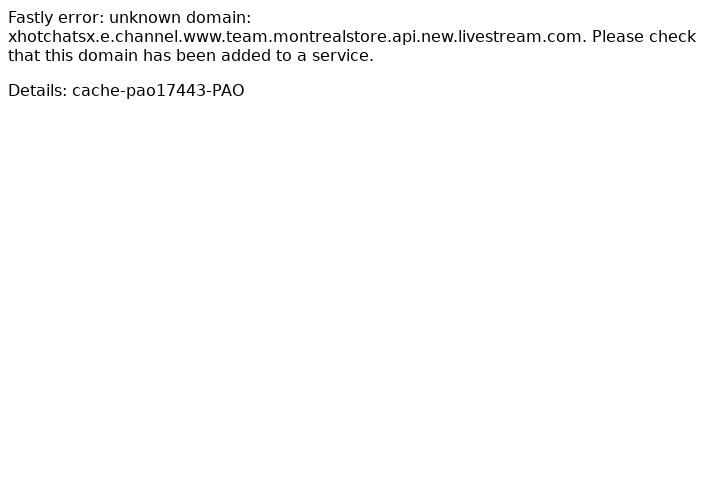 Fastly error: unknown domain:
xhotchatsx.e.channel.www.team.montrealstore.api.new.livestream.com. Please check
that this domain has been added to a service.
Details: cache-pao17443-PAO